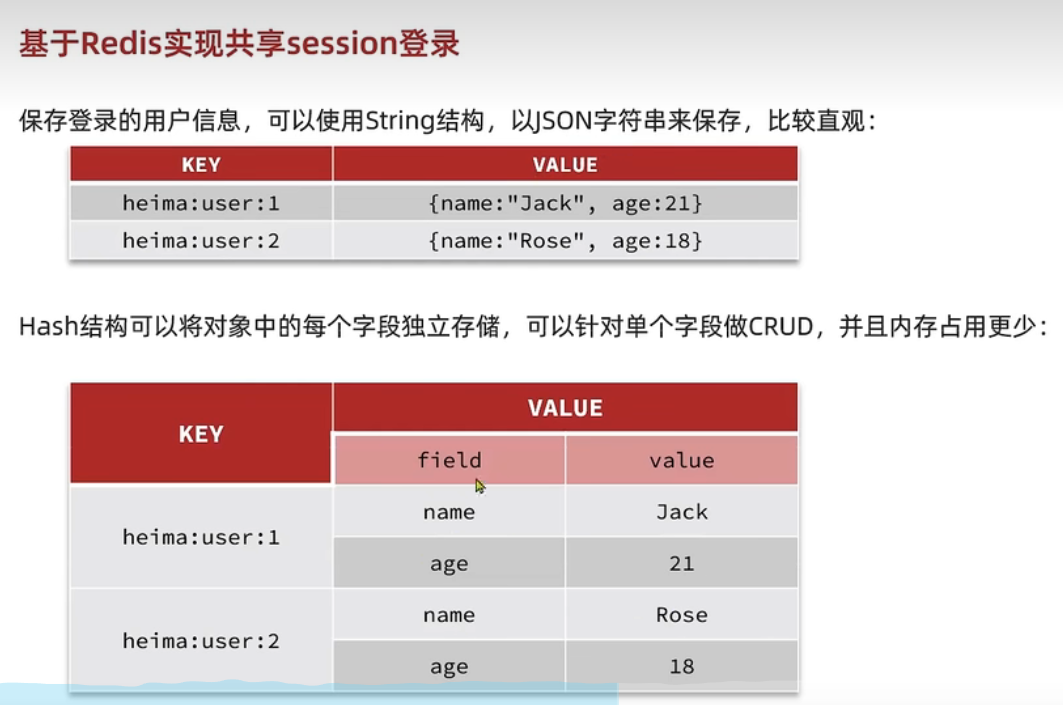 基于Redis实现共享session登录
保存登录的用户信息，可以使用String结构，以JSON字符串来保存，比较直观：
KEY VALUE
heima:user:1 {name:"Jack", age:21}
heima:user:2 {name:"Rose", age:18}
Hash结构可以将对象中的每个字段独立存储，可以针对单个字段做CRUD，并且内存占用更少：
KEY VALUE
field value
heima:user:1 name Jack
age 21
heima:user:2 name Rose
age 18